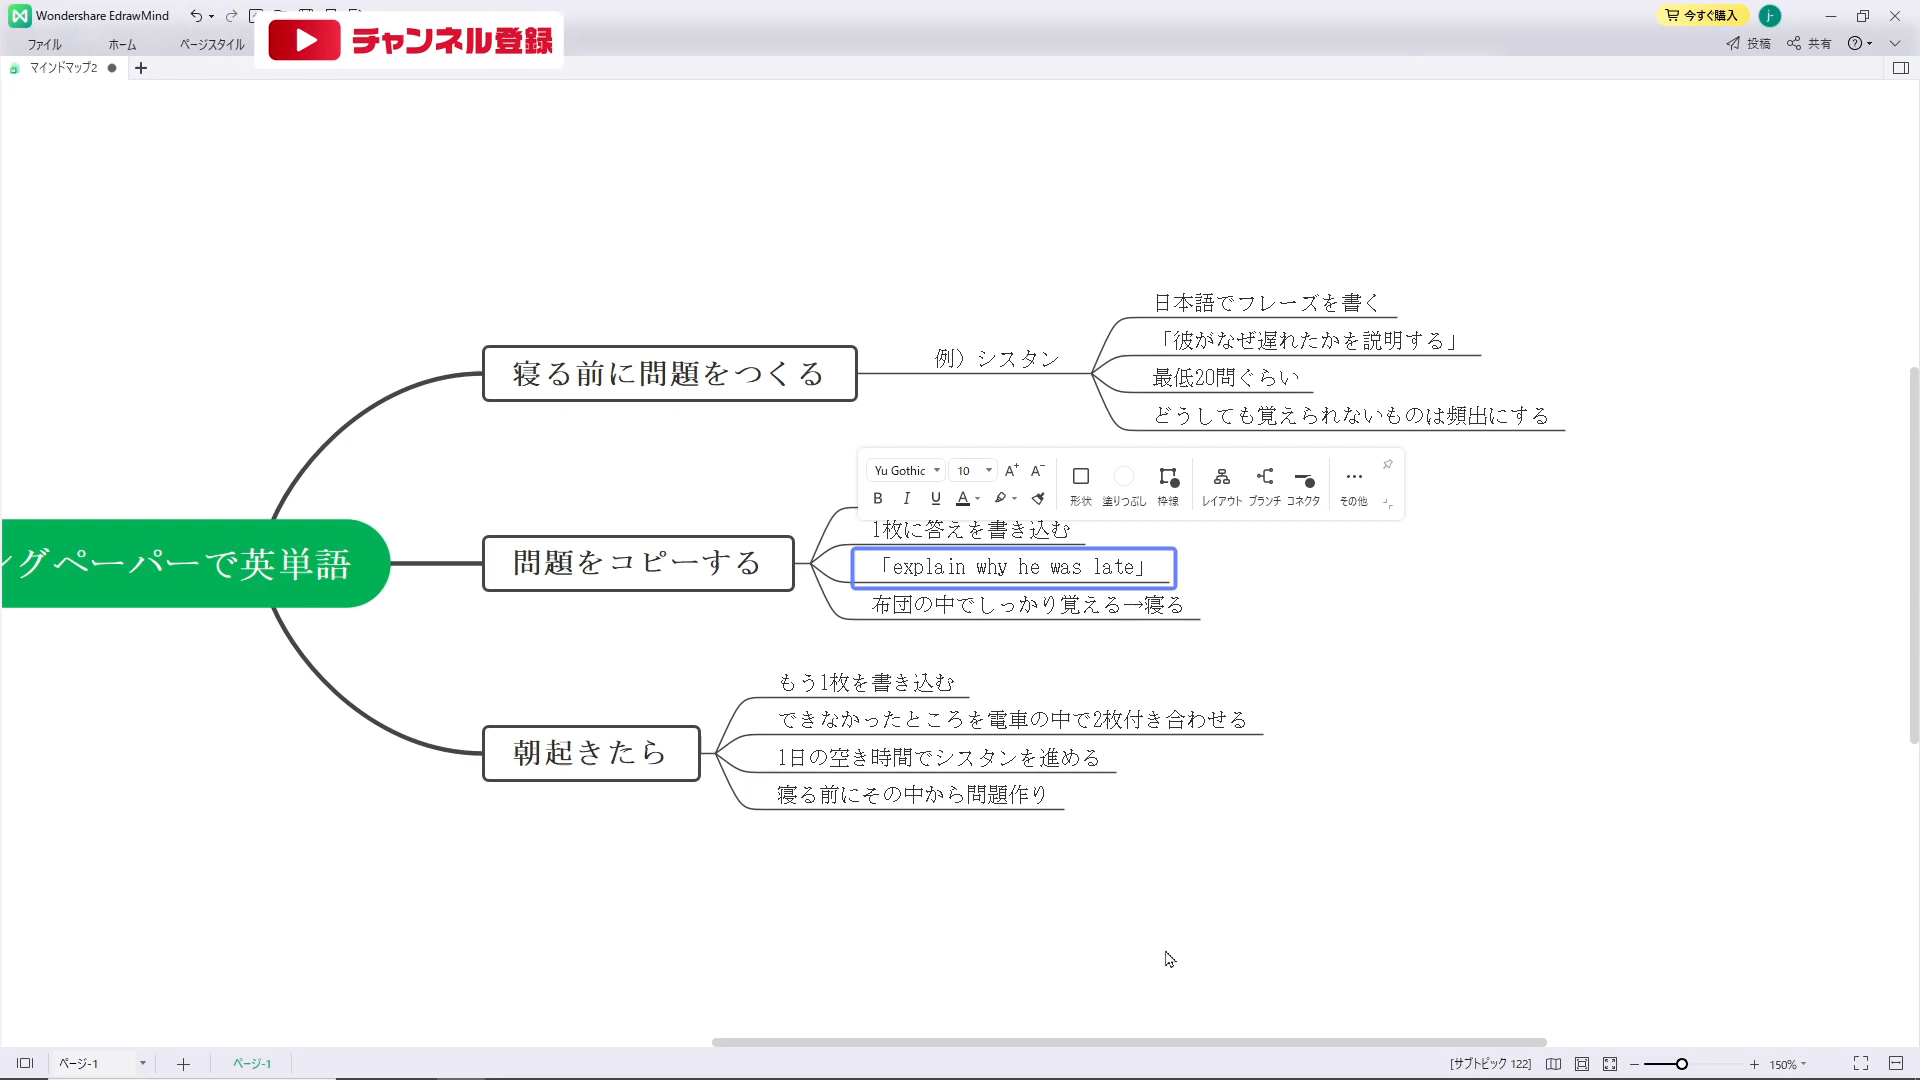 Wondershare EdrawMind
今すぐ購入
j-
ファイル
ホーム
ページスタイル
チャンネル登録
投稿
共有
マインドマップ2
日本語でフレーズを書く
「彼がなぜ遅れたかを説明する」
例）シスタン
寝る前に問題をつくる
最低20問ぐらい
どうしても覚えられないものは頻出にする
Yu Gothic
10
A+
A-
B
I
U
A
形状
塗りつぶし
枠線
レイアウト
ブランチ
コネクタ
その他
1枚に答えを書き込む
グペーパーで英単語
問題をコピーする
「explain why he was late」
布団の中でしっかり覚える→寝る
もう1枚を書き込む
できなかったところを電車の中で2枚付き合わせる
朝起きたら
1日の空き時間でシスタンを進める
寝る前にその中から問題作り
ページ-1
ページ-1
[サブトピック 122]
150%